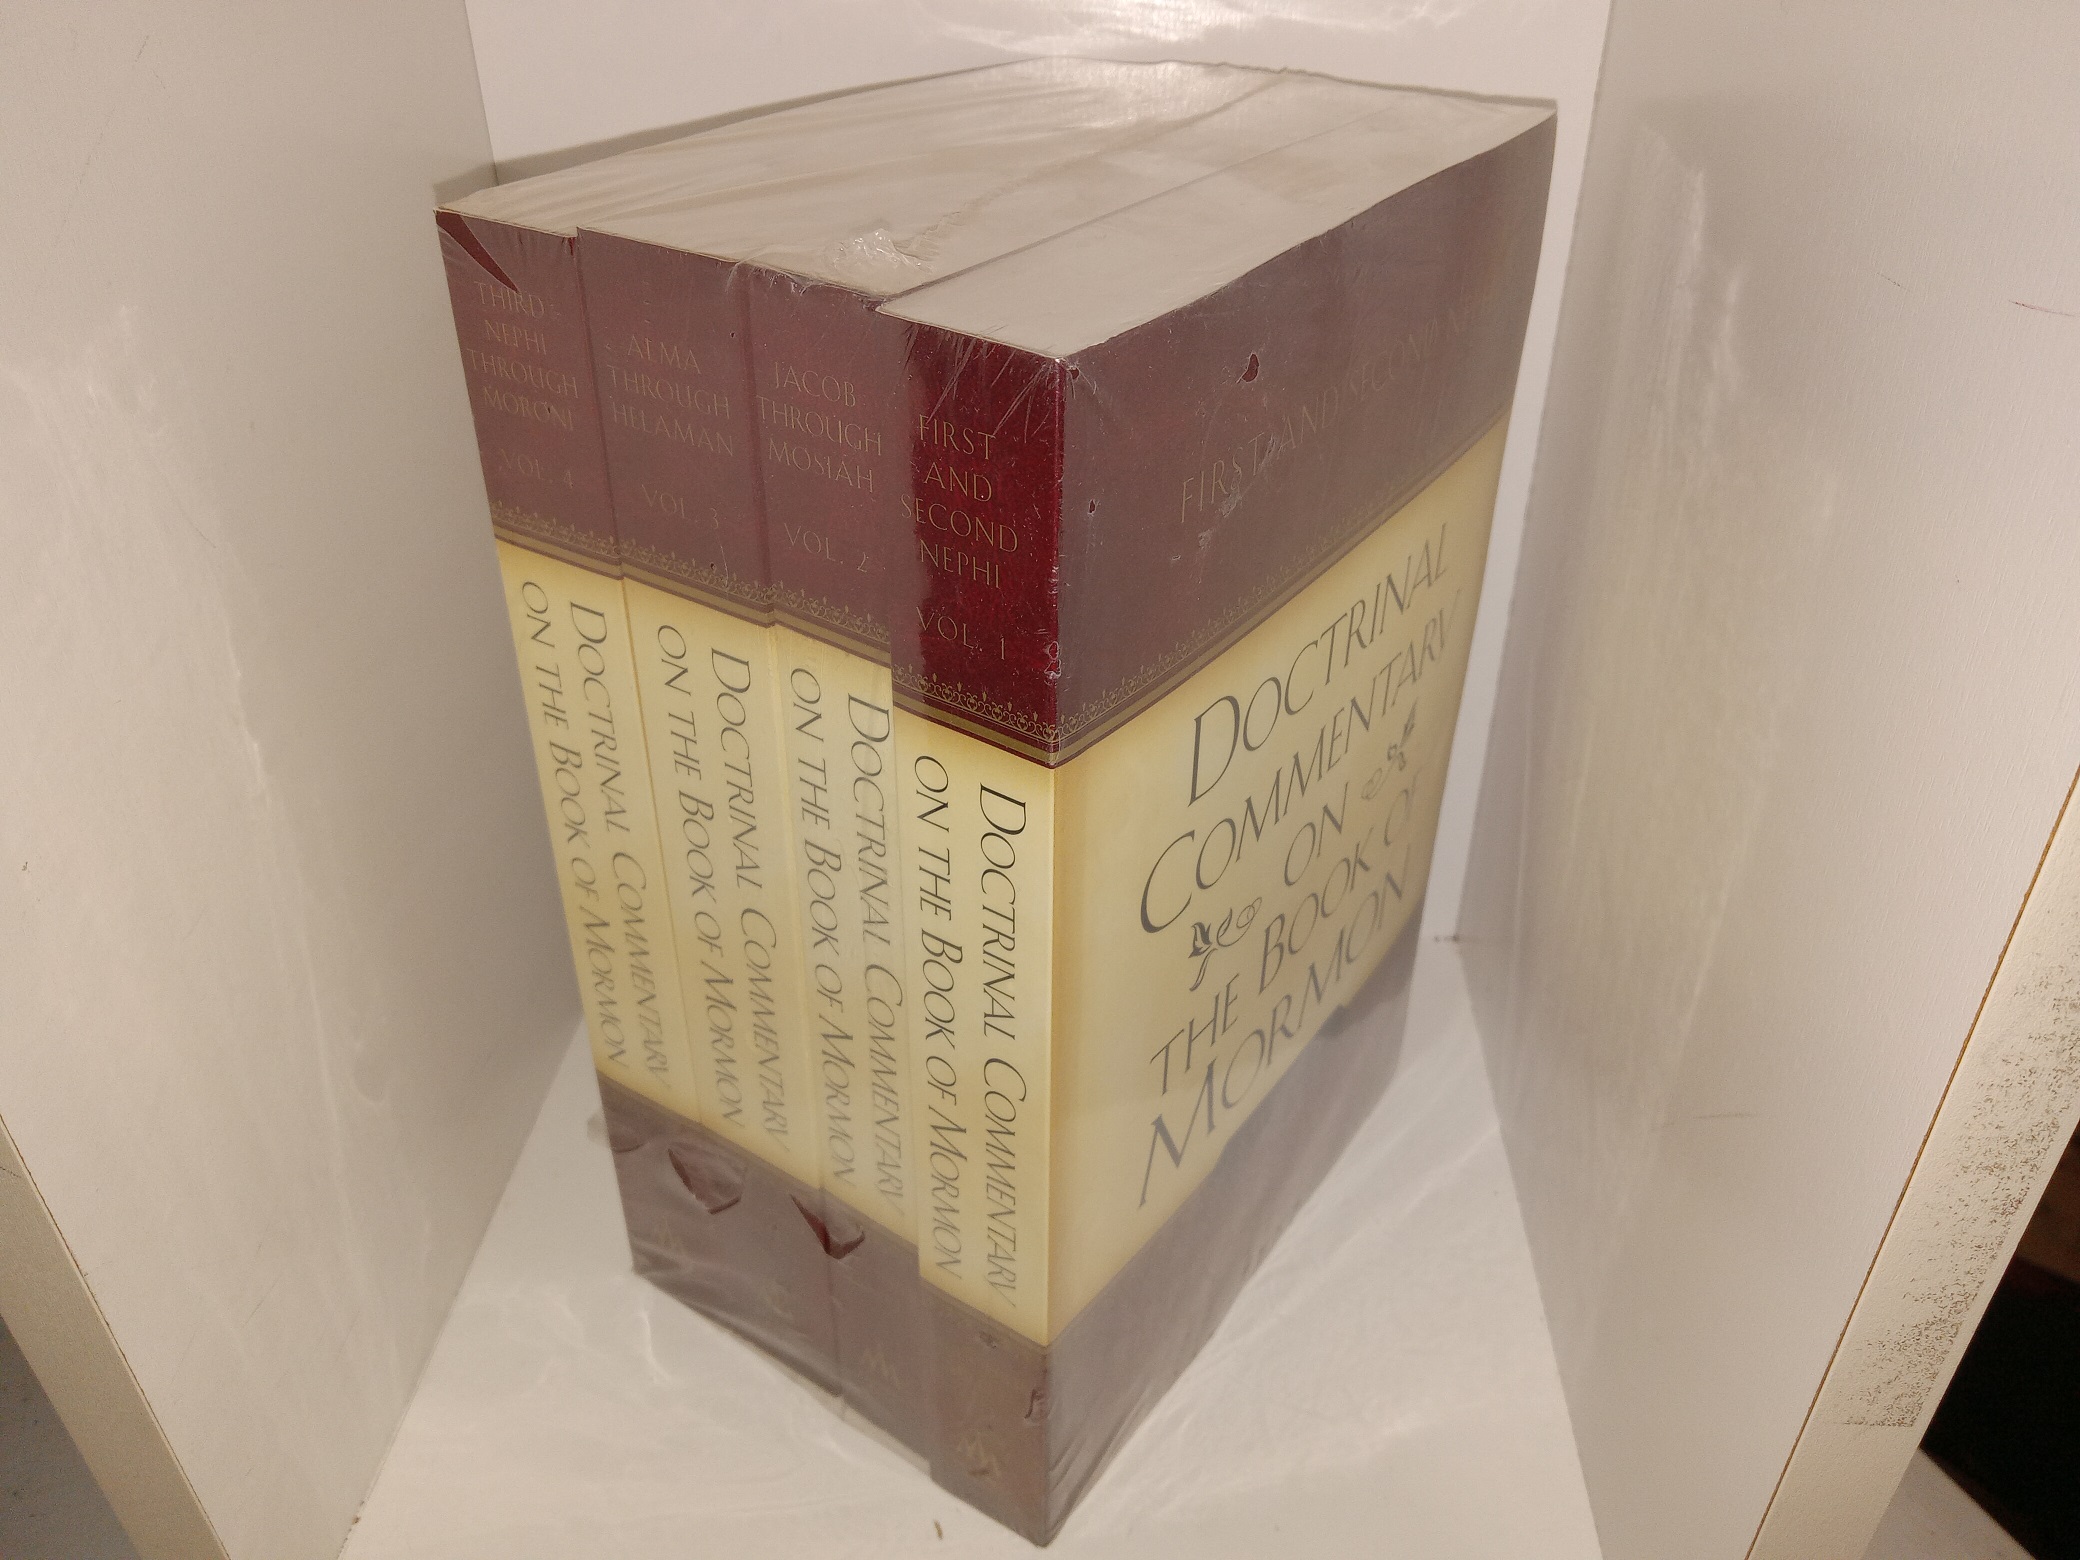 THIRD
NEPHI
THROUGH
MORONI
VOL. 4
DOCTRINAL COMMENTARY
ON THE BOOK OF MORMON
ALMA
THROUGH
HELAMAN
VOL. 3
DOCTRINAL COMMENTARY
ON THE BOOK OF MORMON
JACOB
THROUGH
MOSIAH
VOL. 2
DOCTRINAL COMMENTARY
ON THE BOOK OF MORMON
FIRST
AND
SECOND
NEPHI
VOL. 1
DOCTRINAL COMMENTARY
ON THE BOOK OF MORMON
FIRST AND SECOND
DOCTRINAL
COMMENTARY
ON
THE BOOK OF
MORMON